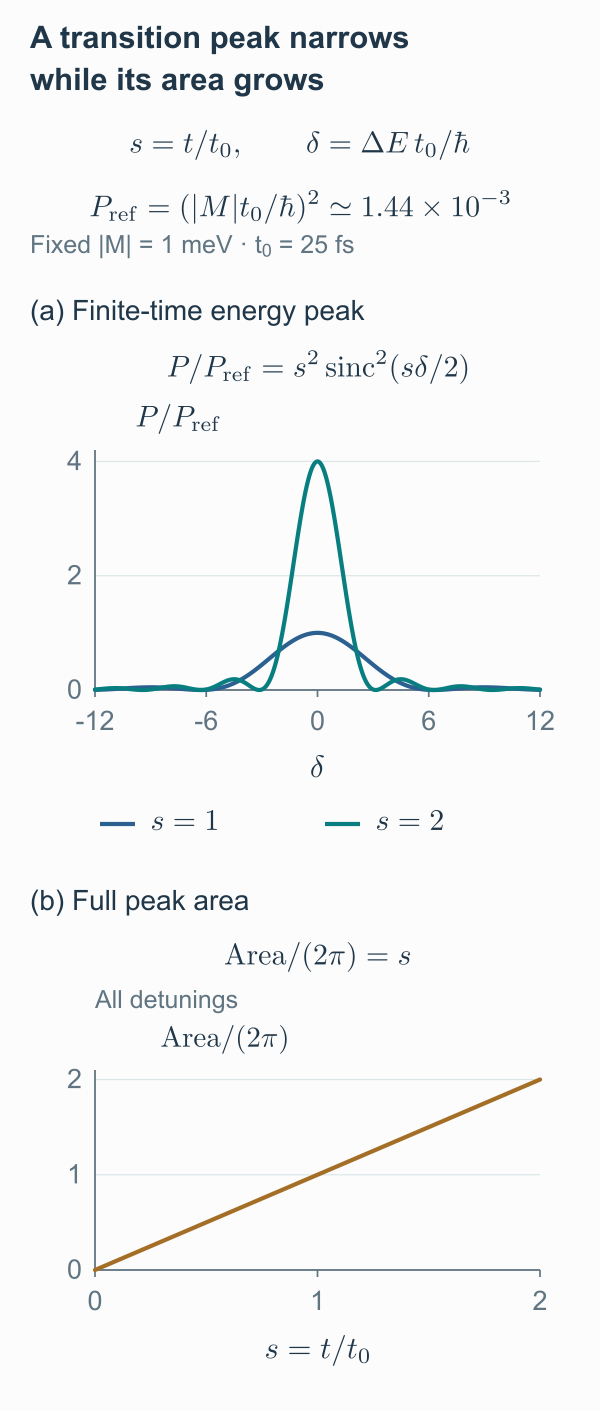 A transition peak narrows
while its area grows
s = t/t₀,  δ = ΔE t₀/ħ
P_ref = (|M|t₀/ħ)² ≃ 1.44 × 10⁻³
Fixed |M| = 1 meV · t₀ = 25 fs
(a) Finite-time energy peak
P/P_ref = s² sinc²(sδ/2)
P/P_ref
4
2
0
-12 -6 0 6 12
δ
s = 1 s = 2
(b) Full peak area
Area/(2π) = s
All detunings
Area/(2π)
2
1
0
0 1 2
s = t/t₀